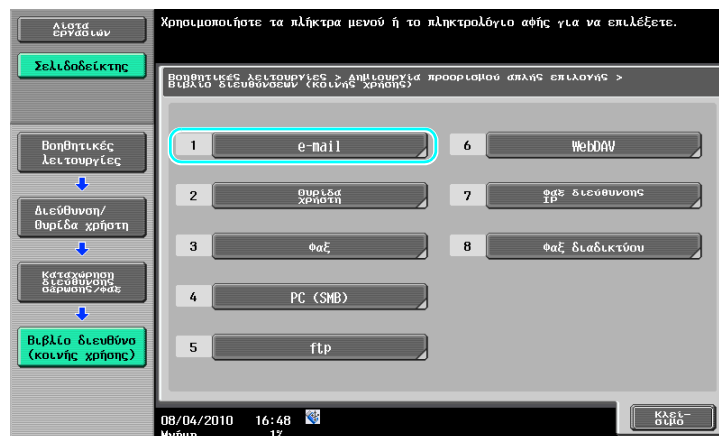 Λίστα
εργασιών
Χρησιμοποιήστε τα πλήκτρα μενού ή το πληκτρολόγιο αφής για να επιλέξετε.
Σελιδοδείκτης
Βοηθητικές λειτουργίες > Δημιουργία προορισμού απλής επιλογής >
Βιβλίο διευθύνσεων (κοινής χρήσης)
Βοηθητικές
λειτουργίες
Διεύθυνση/
θυρίδα χρήστη
Καταχώρηση
διεύθυνσης
σάρωσης/φαξ
Βιβλίο διευθύνσ
(κοινής χρήσης)
1 e-mail
2 Θυρίδα
χρήστη
3 Φαξ
4 PC (SMB)
5 ftp
6 WebDAV
7 Φαξ διεύθυνσης
IP
8 Φαξ διαδικτύου
08/04/2010 16:48
Μνήμη 1%
Κλεί-
σιμο